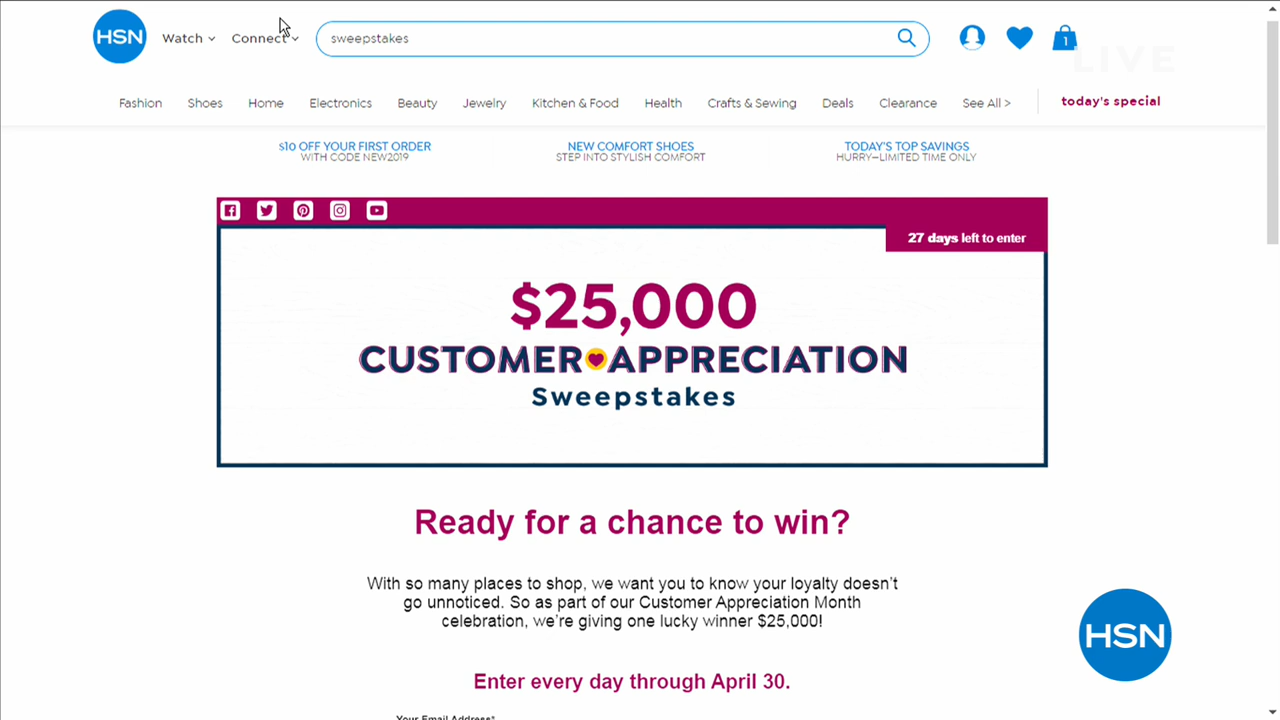 HSN
Watch
Connect
sweepstakes
1
LIVE
Fashion
Shoes
Home
Electronics
Beauty
Jewelry
Kitchen & Food
Health
Crafts & Sewing
Deals
Clearance
See All >
today's special
$10 OFF YOUR FIRST ORDER
WITH CODE NEW2019
NEW COMFORT SHOES
STEP INTO STYLISH COMFORT
TODAY'S TOP SAVINGS
HURRY—LIMITED TIME ONLY
27 days left to enter
$25,000
CUSTOMER APPRECIATION
Sweepstakes
Ready for a chance to win?
With so many places to shop, we want you to know your loyalty doesn't
go unnoticed. So as part of our Customer Appreciation Month
celebration, we're giving one lucky winner $25,000!
HSN
Enter every day through April 30.
Your Email Address*